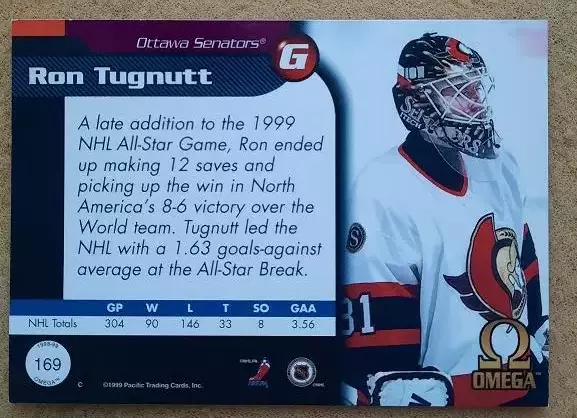 Ottawa Senators®
G
Ron Tugnutt
A late addition to the 1999
NHL All-Star Game, Ron ended
up making 12 saves and
picking up the win in North
America's 8-6 victory over the
World team. Tugnutt led the
NHL with a 1.63 goals-against
average at the All-Star Break.
GP W L T SO GAA
NHL Totals 304 90 146 33 8 3.56
31
S
1998-99
169
OMEGA™
C ©1999 Pacific Trading Cards, Inc.
OMEGA™